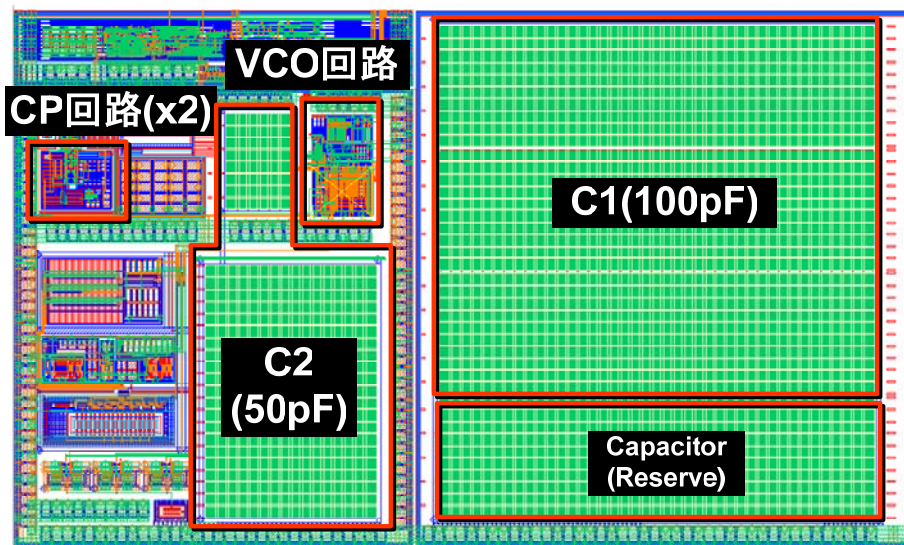 VCO回路
CP回路(x2)
C1(100pF)
C2
(50pF)
Capacitor
(Reserve)